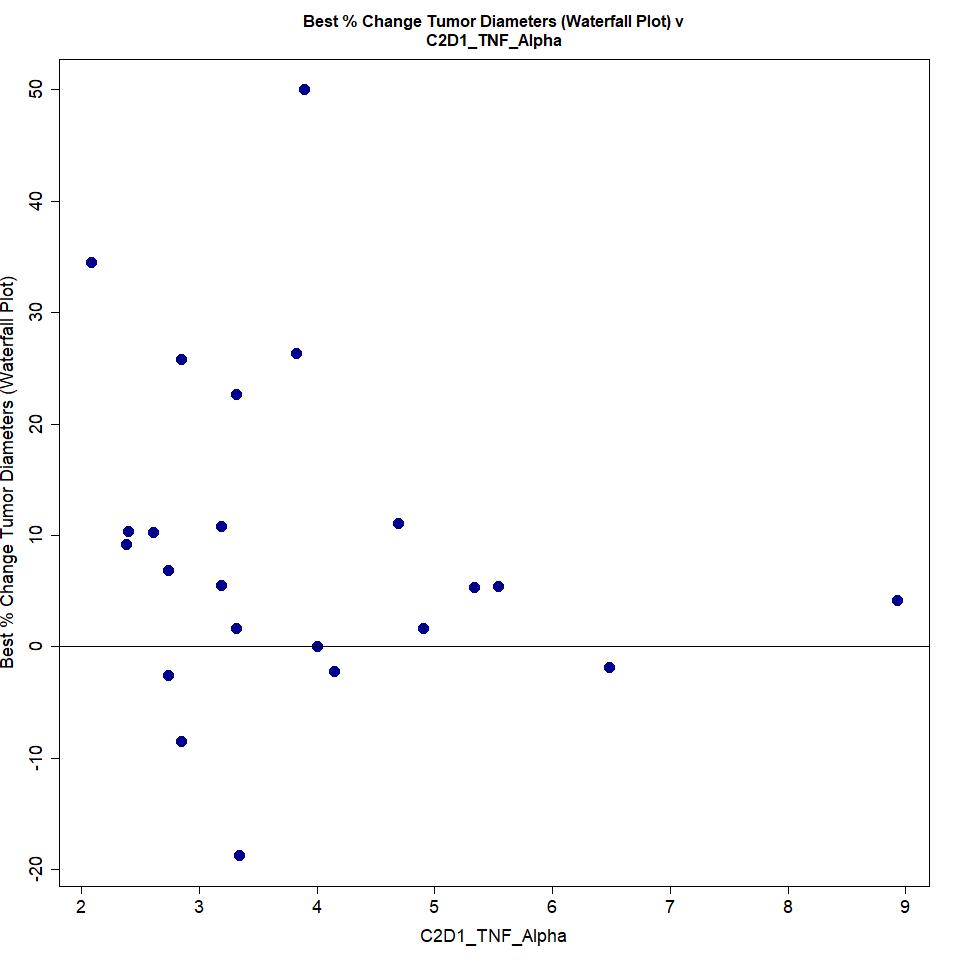 Best % Change Tumor Diameters (Waterfall Plot) v
C2D1_TNF_Alpha
Best % Change Tumor Diameters (Waterfall Plot)
50
40
30
20
10
0
-10
-20
2 3 4 5 6 7 8 9
C2D1_TNF_Alpha